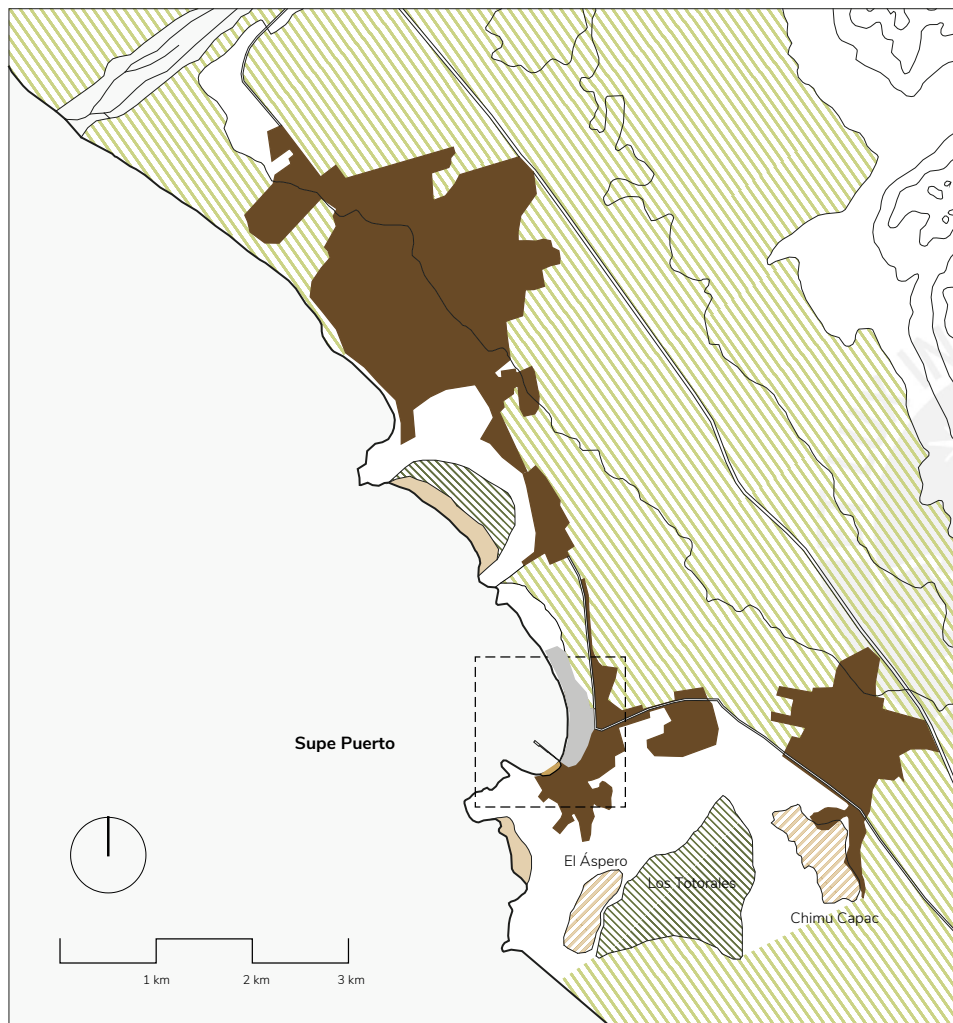 Supe Puerto
El Áspero
Los Totorales
Chimu Capac
1 km
2 km
3 km